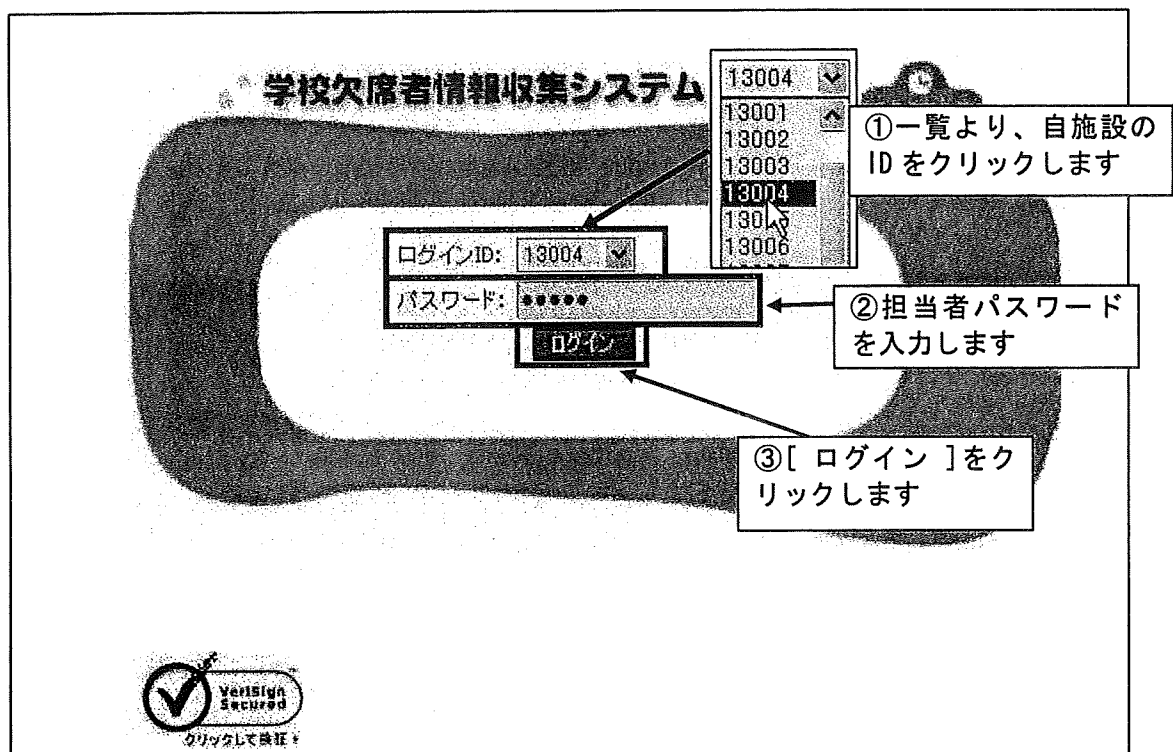 学校欠席者情報収集システム
13004
13001
13002
13003
13004
13006
①一覧より、自施設の
IDをクリックします
ログインID: 13004
パスワード: ●●●●●
ログイン
②担当者パスワード
を入力します
③[ ログイン ]をク
リックします
VeriSign
Secured
クリックして検証